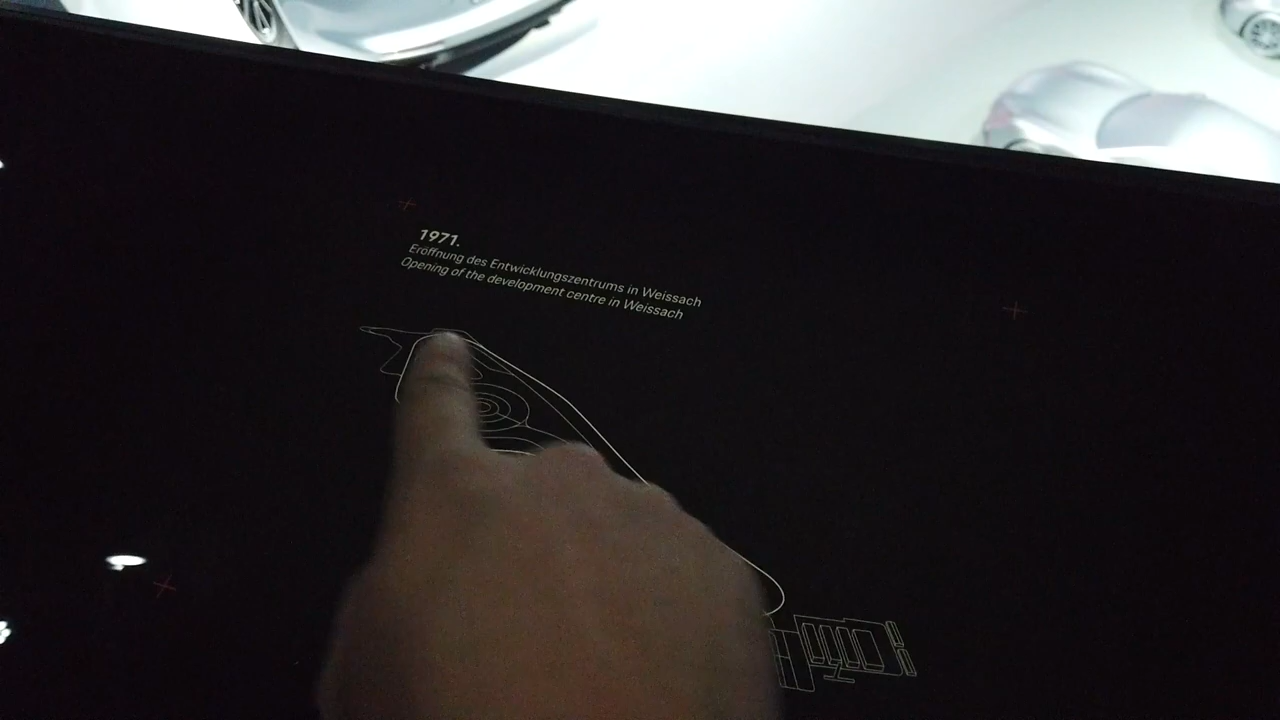 1971.
Eröffnung des Entwicklungszentrums in Weissach
Opening of the development centre in Weissach